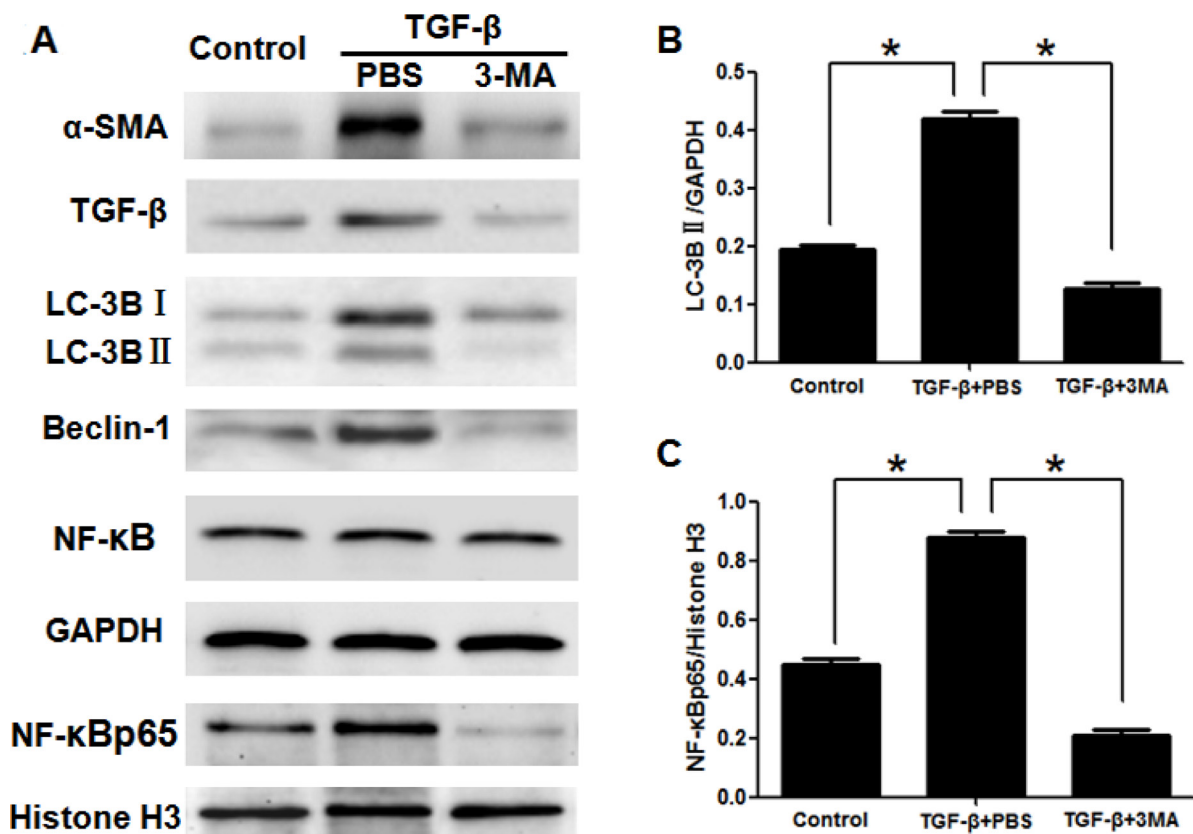 A
Control
TGF-β
PBS
3-MA
α-SMA
TGF-β
LC-3B Ⅰ
LC-3B Ⅱ
Beclin-1
NF-κB
GAPDH
NF-κBp65
Histone H3
B
*
*
LC-3B Ⅱ/GAPDH
0.5
0.4
0.3
0.2
0.1
0.0
Control
TGF-β+PBS
TGF-β+3MA
C
*
*
NF-κBp65/Histone H3
1.0
0.8
0.6
0.4
0.2
0.0
Control
TGF-β+PBS
TGF-β+3MA